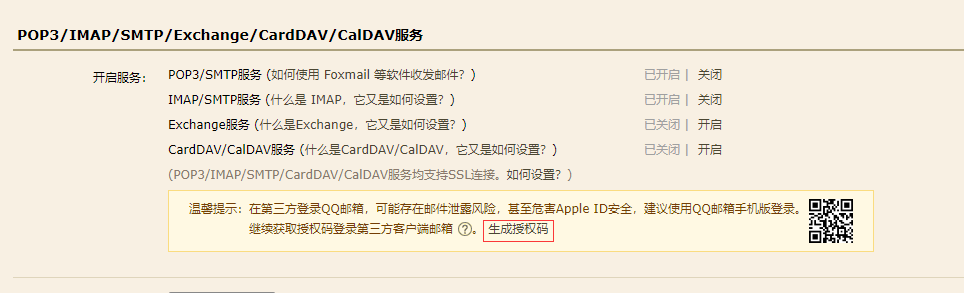 POP3/IMAP/SMTP/Exchange/CardDAV/CalDAV服务
开启服务： POP3/SMTP服务 (如何使用 Foxmail 等软件收发邮件？) 已开启 | 关闭
IMAP/SMTP服务 (什么是 IMAP，它又是如何设置？) 已开启 | 关闭
Exchange服务 (什么是Exchange，它又是如何设置？) 已关闭 | 开启
CardDAV/CalDAV服务 (什么是CardDAV/CalDAV，它又是如何设置？) 已关闭 | 开启
(POP3/IMAP/SMTP/CardDAV/CalDAV服务均支持SSL连接。如何设置？)
温馨提示：在第三方登录QQ邮箱，可能存在邮件泄露风险，甚至危害Apple ID安全，建议使用QQ邮箱手机版登录。
继续获取授权码登录第三方客户端邮箱 ?。 生成授权码